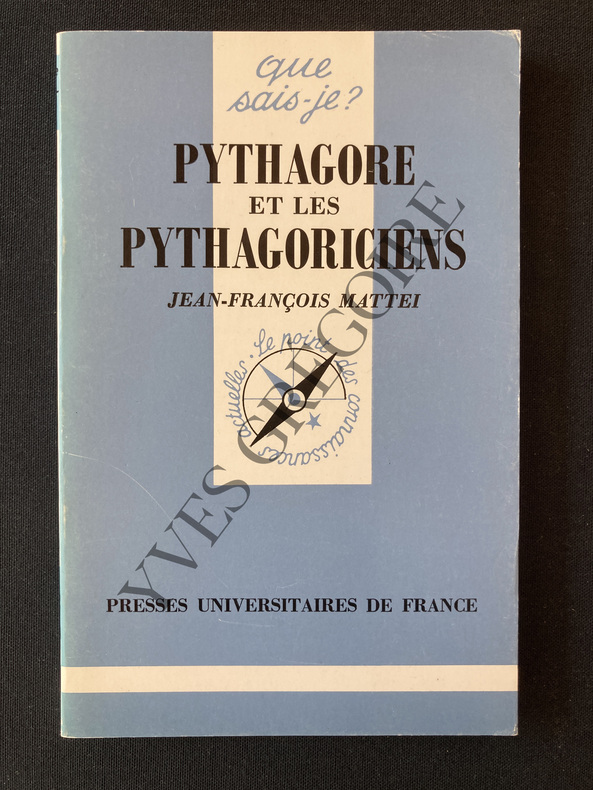 que
sais-je?
PYTHAGORE
ET LES
PYTHAGORICIENS
JEAN-FRANÇOIS MATTEI
Le point des connaissances actuelles.
PRESSES UNIVERSITAIRES DE FRANCE
YVES GRÉGOIRE